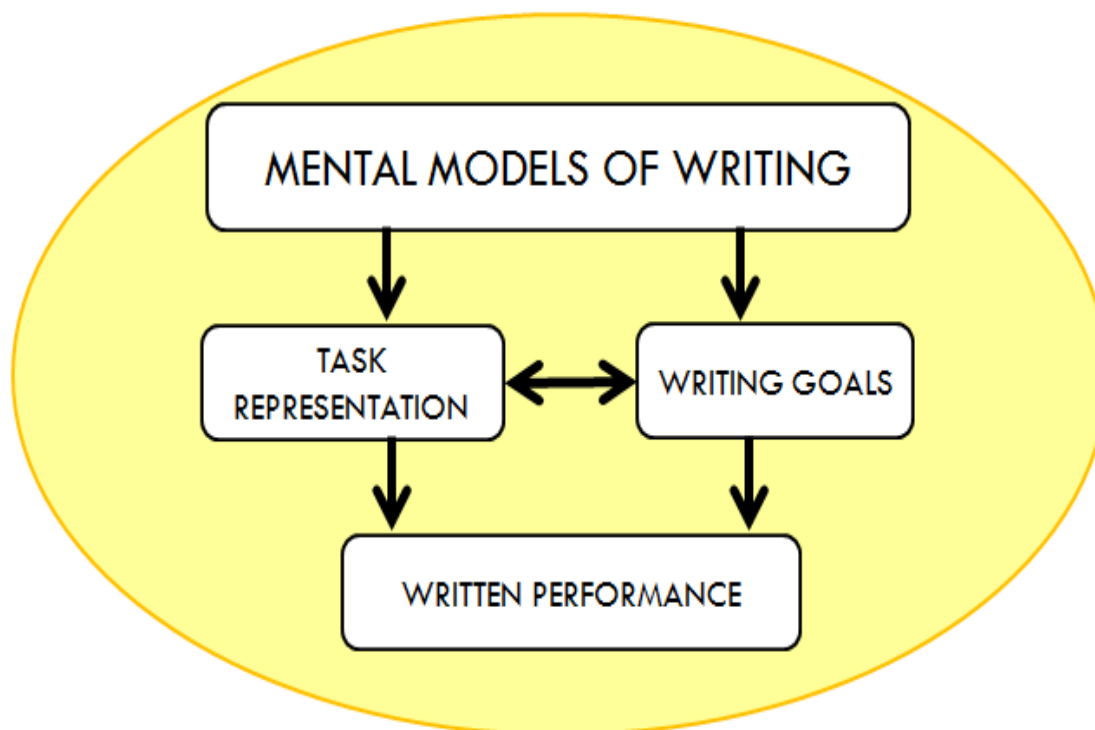 MENTAL MODELS OF WRITING
TASK
REPRESENTATION
WRITING GOALS
WRITTEN PERFORMANCE